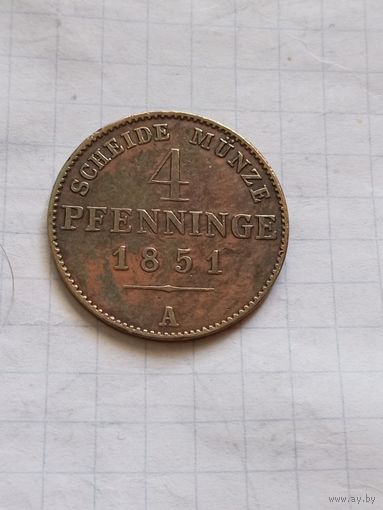 SCHEIDE MÜNZE
4
PFENNINGE
1851
A
www.ay.by